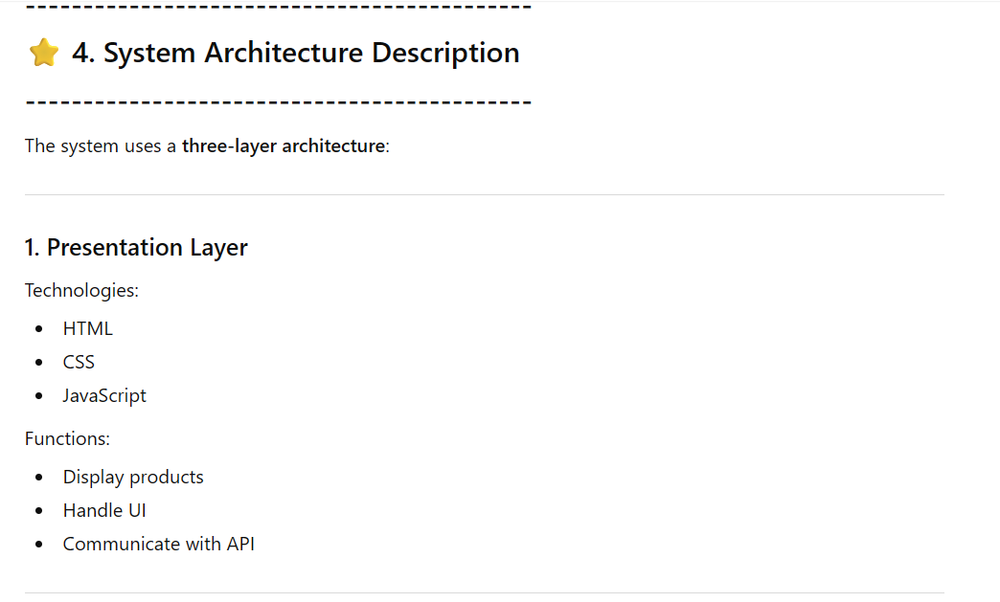 --------------------------------------------
⭐ 4. System Architecture Description
--------------------------------------------
The system uses a three-layer architecture:
1. Presentation Layer
Technologies:
• HTML
• CSS
• JavaScript
Functions:
• Display products
• Handle UI
• Communicate with API